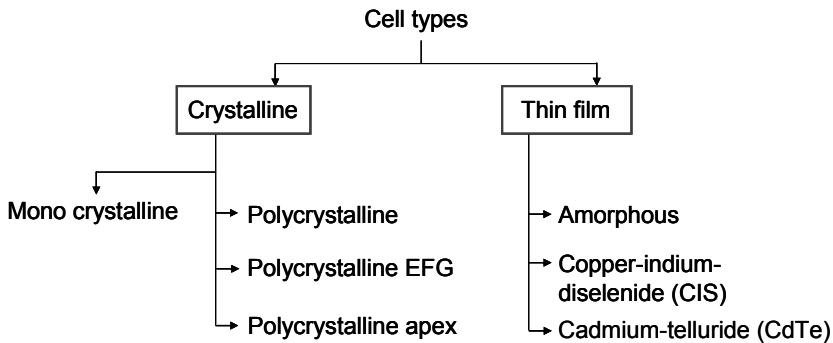 Cell types
Crystalline
Thin film
Mono crystalline
Polycrystalline
Polycrystalline EFG
Polycrystalline apex
Amorphous
Copper-indium-
diselenide (CIS)
Cadmium-telluride (CdTe)